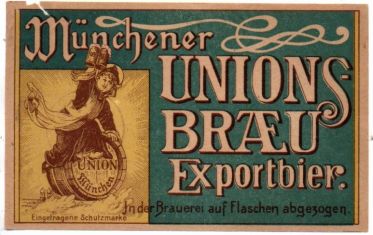 Münchener
UNIONS
BRÆU
Exportbier.
UNION
München
Eingetragene Schutzmarke
In der Brauerei auf Flaschen abgezogen.